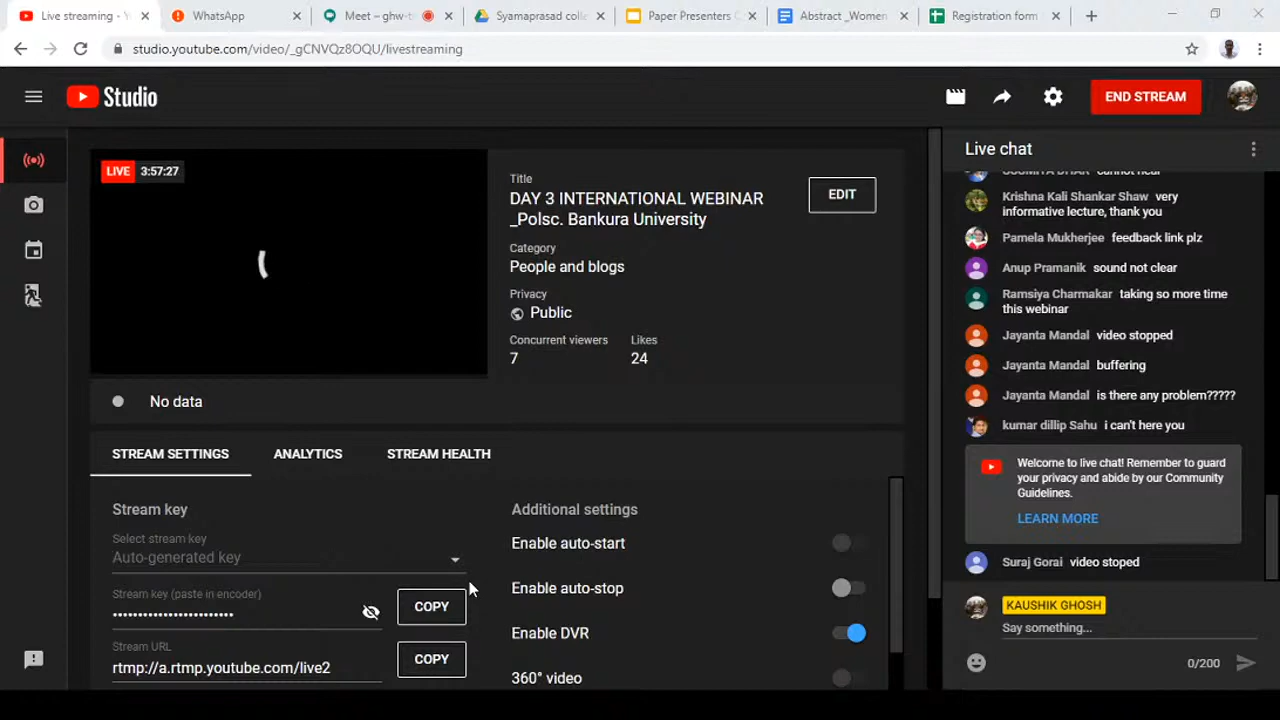 Live streaming - Y
WhatsApp
Meet – ghw-t
Syamaprasad coll
Paper Presenters C
Abstract _Women
Registration form
studio.youtube.com/video/_gCNVQz8OQU/livestreaming
Studio
END STREAM
LIVE 3:57:27
Title
DAY 3 INTERNATIONAL WEBINAR
_Polsc. Bankura University
EDIT
Category
People and blogs
Privacy
Public
Concurrent viewers
Likes
7
24
No data
STREAM SETTINGS
ANALYTICS
STREAM HEALTH
Stream key
Select stream key
Auto-generated key
Stream key (paste in encoder)
••••••••••••••••••••••••
COPY
Stream URL
rtmp://a.rtmp.youtube.com/live2
COPY
Additional settings
Enable auto-start
Enable auto-stop
Enable DVR
360° video
Live chat
cannot hear
Krishna Kali Shankar Shaw very
informative lecture, thank you
Pamela Mukherjee feedback link plz
Anup Pramanik sound not clear
Ramsiya Charmakar taking so more time
this webinar
Jayanta Mandal video stopped
Jayanta Mandal buffering
Jayanta Mandal is there any problem?????
kumar dillip Sahu i can't here you
Welcome to live chat! Remember to guard
your privacy and abide by our Community
Guidelines.
LEARN MORE
Suraj Gorai video stoped
KAUSHIK GHOSH
Say something...
0/200